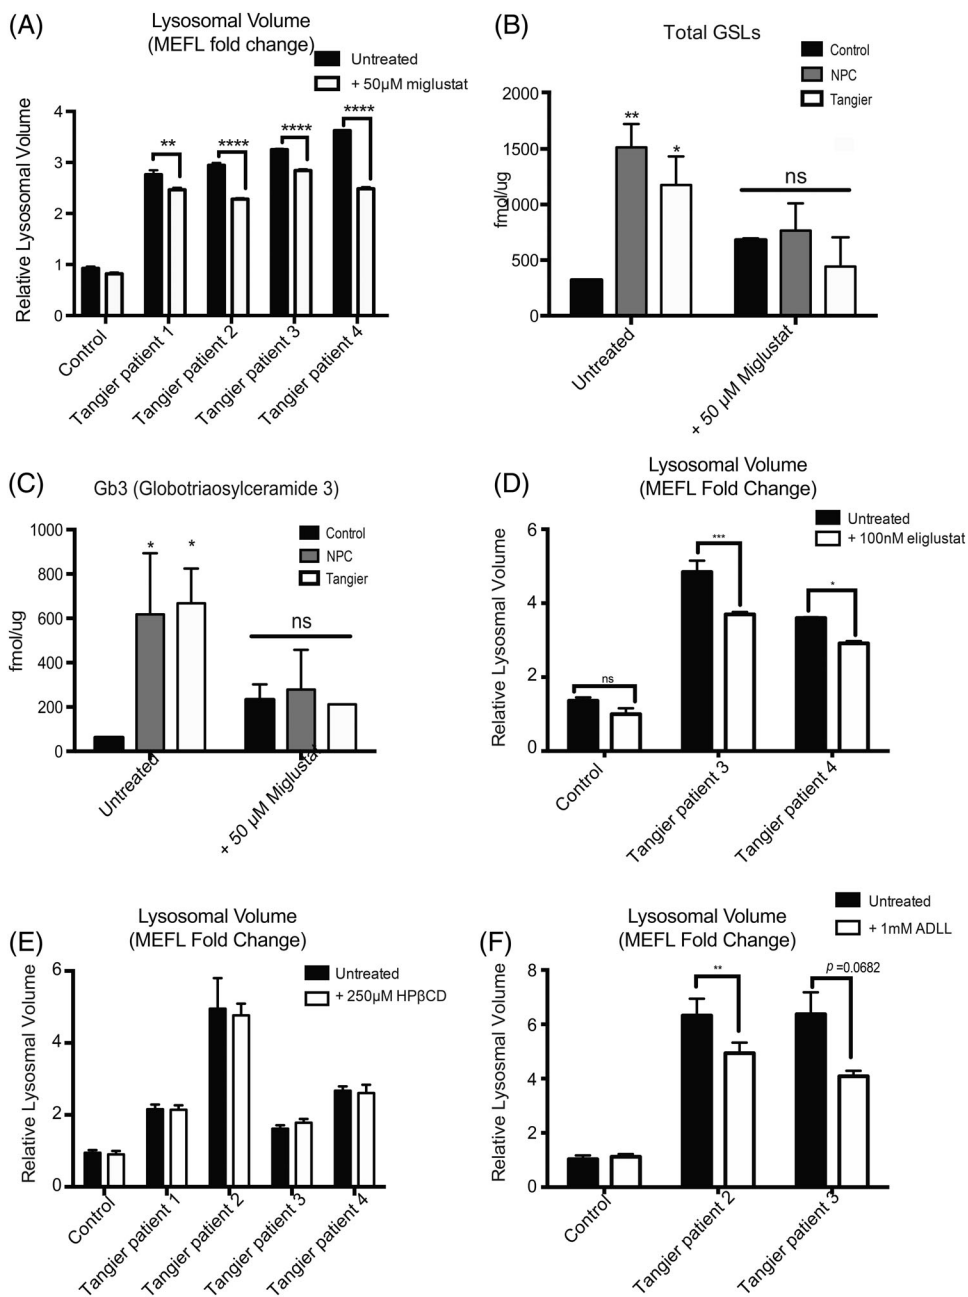 (A)
Lysosomal Volume
(MEFL fold change)
Untreated
+ 50µM miglustat
Relative Lysosomal Volume
4
3
2
1
0
**
****
****
****
Control
Tangier patient 1
Tangier patient 2
Tangier patient 3
Tangier patient 4
(B)
Total GSLs
Control
NPC
Tangier
fmol/ug
2000
1500
1000
500
0
**
*
ns
Untreated
+ 50 µM Miglustat
(C)
Gb3 (Globotriaosylceramide 3)
Control
NPC
Tangier
fmol/ug
1000
800
600
400
200
0
*
*
ns
Untreated
+ 50 µM Miglustat
(D)
Lysosomal Volume
(MEFL Fold Change)
Untreated
+ 100nM eliglustat
Relative Lysosmal Volume
6
4
2
0
ns
***
*
Control
Tangier patient 3
Tangier patient 4
(E)
Lysosomal Volume
(MEFL Fold Change)
Untreated
+ 250µM HPβCD
Relative Lysosmal Volume
6
4
2
0
Control
Tangier patient 1
Tangier patient 2
Tangier patient 3
Tangier patient 4
(F)
Lysosomal Volume
(MEFL Fold Change)
Untreated
+ 1mM ADLL
Relative Lysosmal Volume
8
6
4
2
0
**
p =0.0682
Control
Tangier patient 2
Tangier patient 3